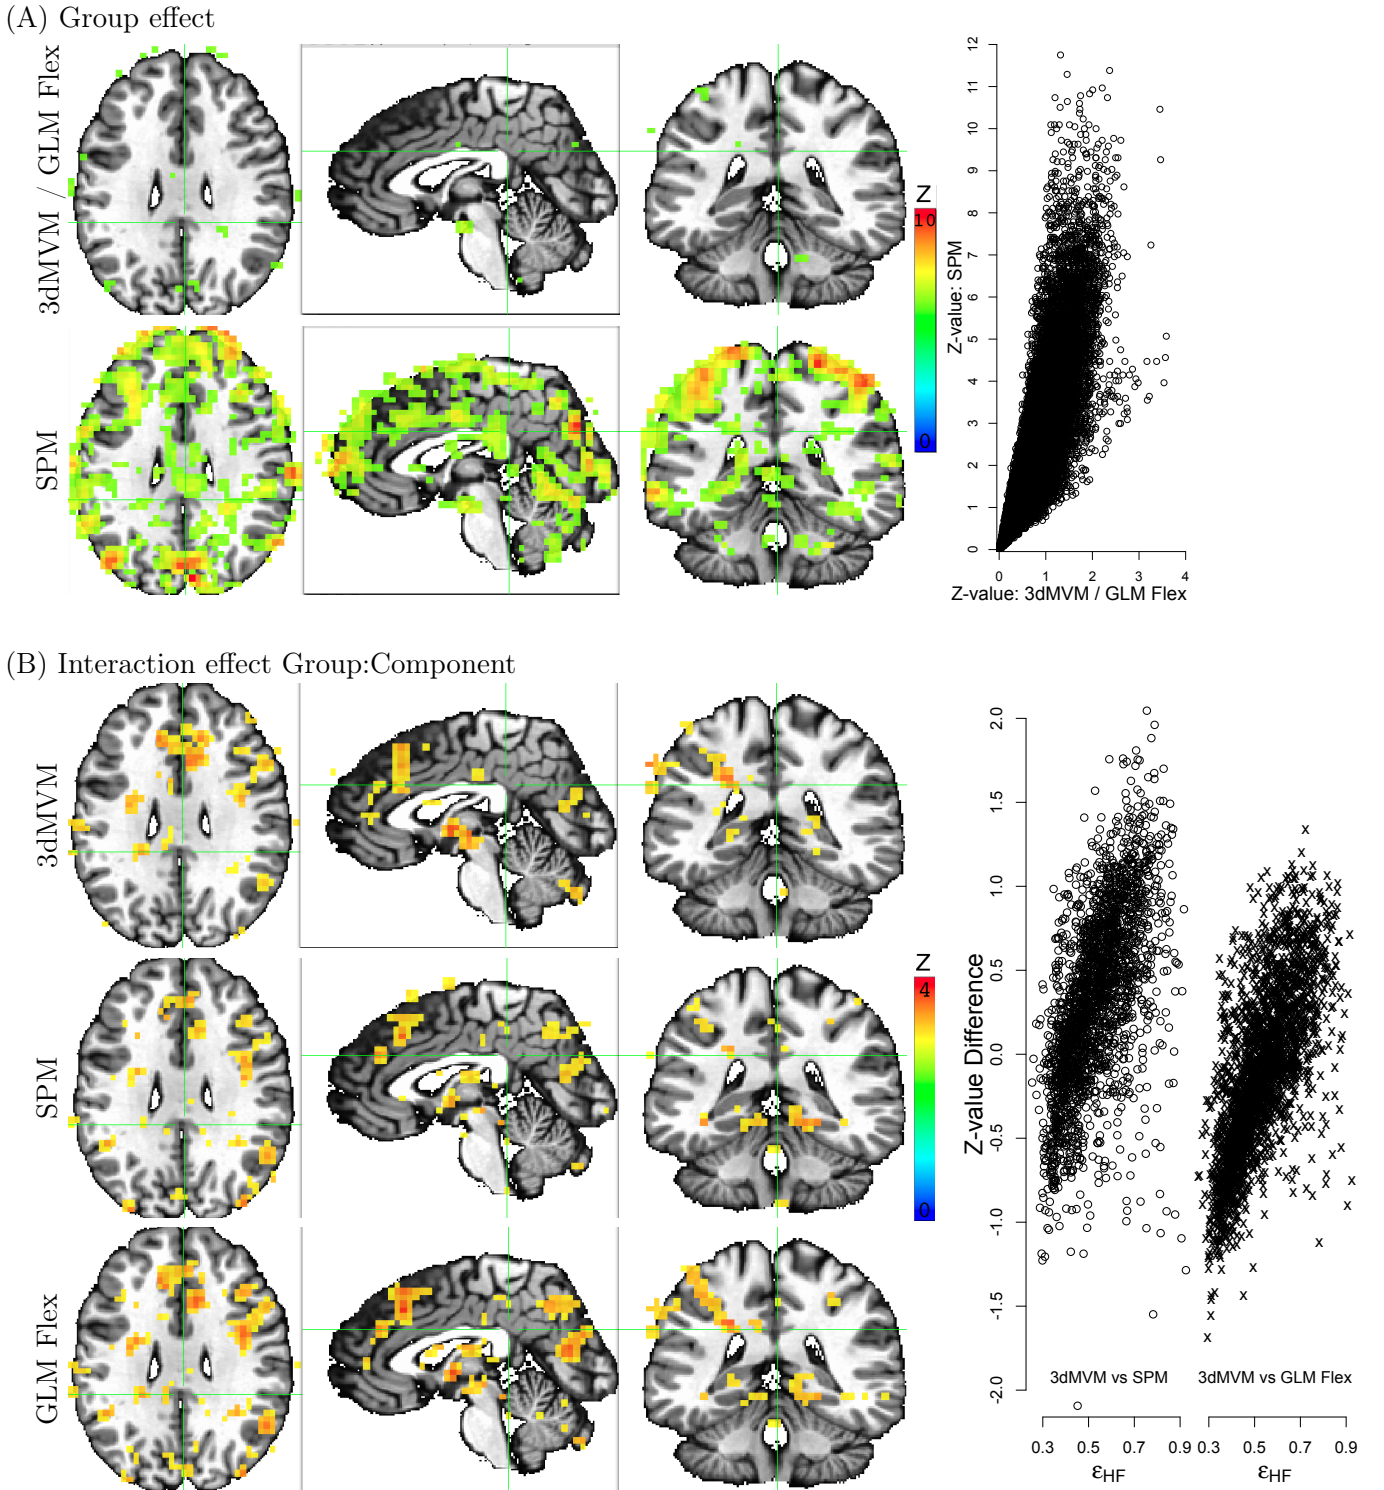 (A) Group effect
3dMVM / GLM Flex
SPM
Z
10
0
12
11
10
9
8
7
6
5
4
3
2
1
0
Z-value: SPM
0 1 2 3 4
Z-value: 3dMVM / GLM Flex
(B) Interaction effect Group:Component
3dMVM
SPM
GLM Flex
Z
4
0
2.0
1.5
1.0
0.5
0.0
-0.5
-1.0
-1.5
-2.0
Z-value Difference
3dMVM vs SPM
3dMVM vs GLM Flex
0.3 0.5 0.7 0.9
0.3 0.5 0.7 0.9
εHF
εHF